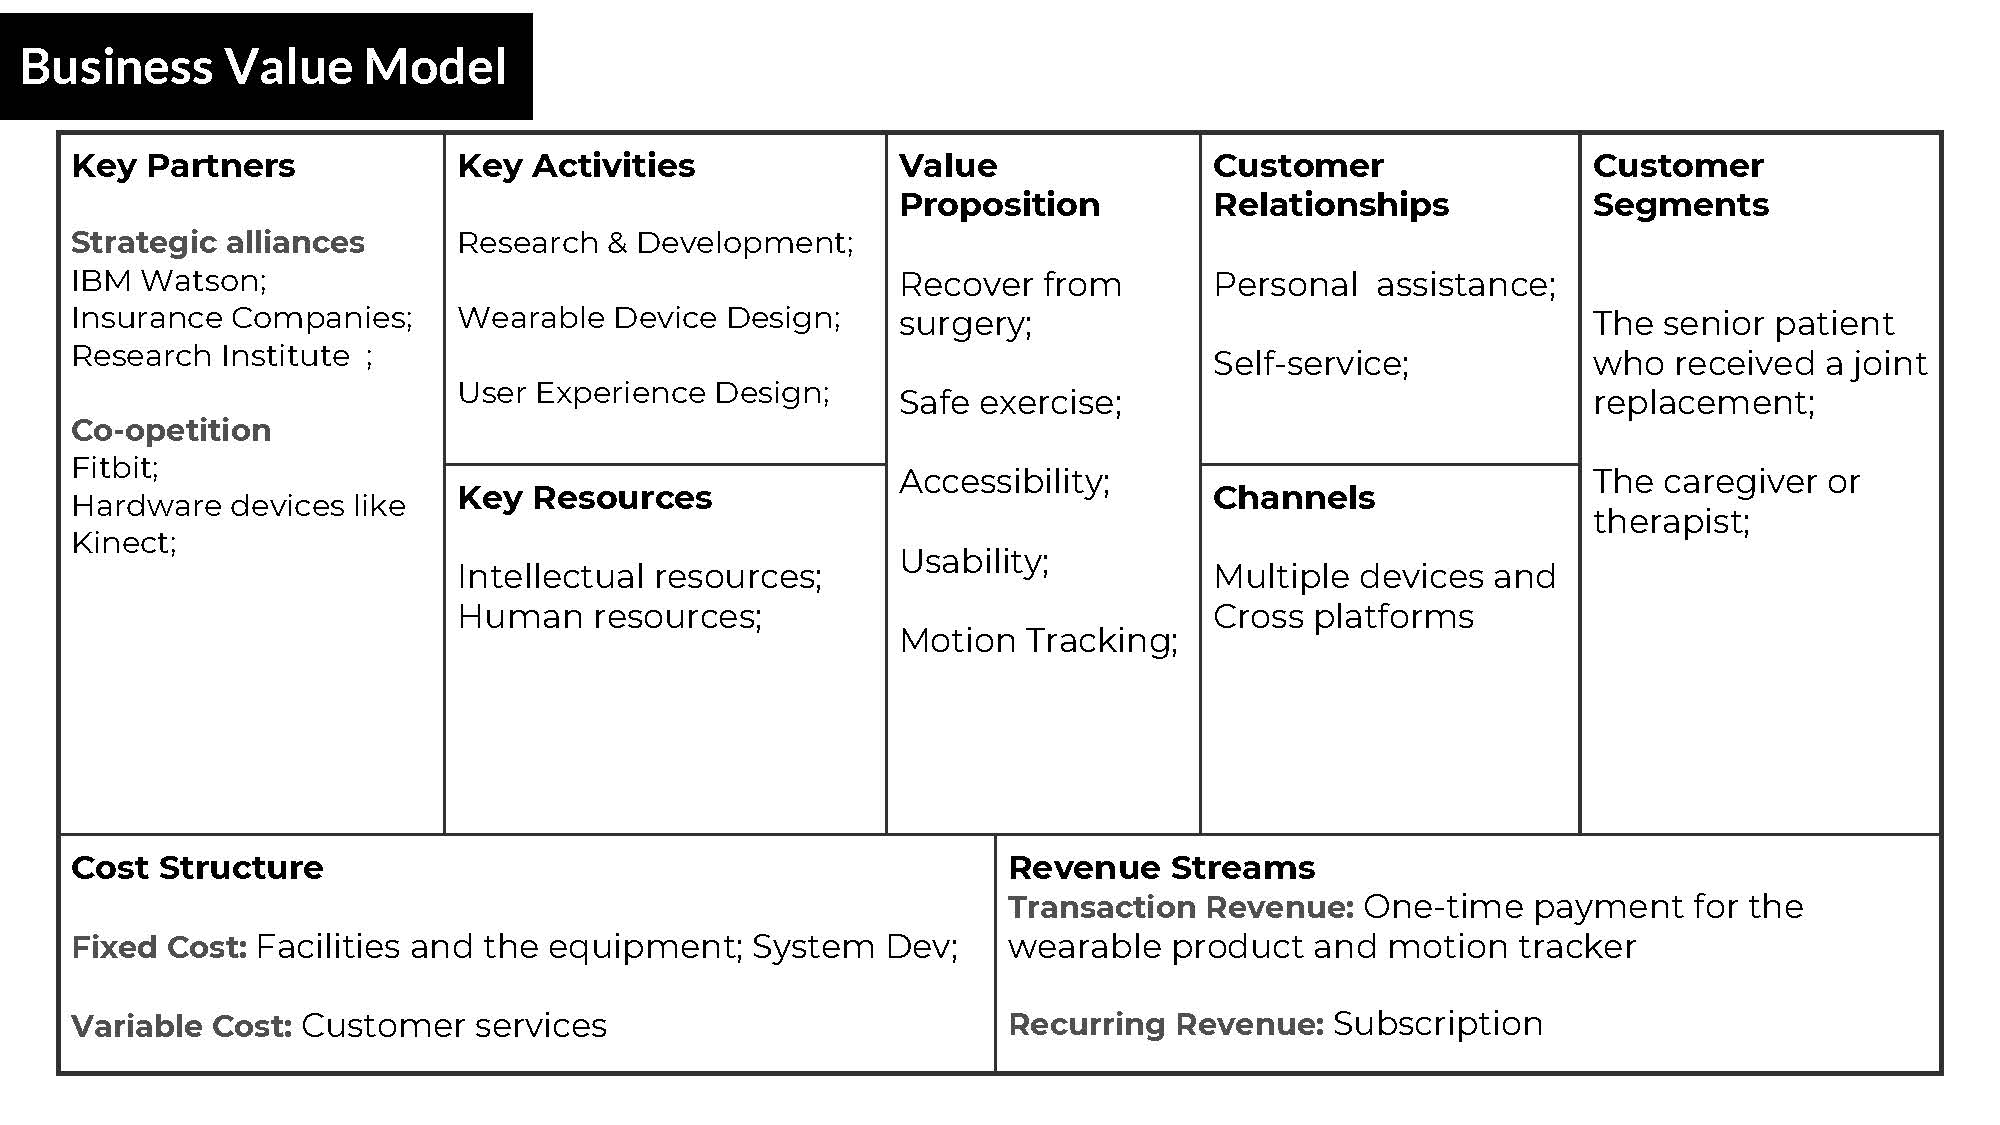 Business Value Model
Key Partners
Strategic alliances
IBM Watson;
Insurance Companies;
Research Institute  ;
Co-opetition
Fitbit;
Hardware devices like
Kinect;
Key Activities
Research & Development;
Wearable Device Design;
User Experience Design;
Key Resources
Intellectual resources;
Human resources;
Value
Proposition
Recover from
surgery;
Safe exercise;
Accessibility;
Usability;
Motion Tracking;
Customer
Relationships
Personal  assistance;
Self-service;
Channels
Multiple devices and
Cross platforms
Customer
Segments
The senior patient
who received a joint
replacement;
The caregiver or
therapist;
Cost Structure
Fixed Cost: Facilities and the equipment; System Dev;
Variable Cost: Customer services
Revenue Streams
Transaction Revenue: One-time payment for the
wearable product and motion tracker
Recurring Revenue: Subscription